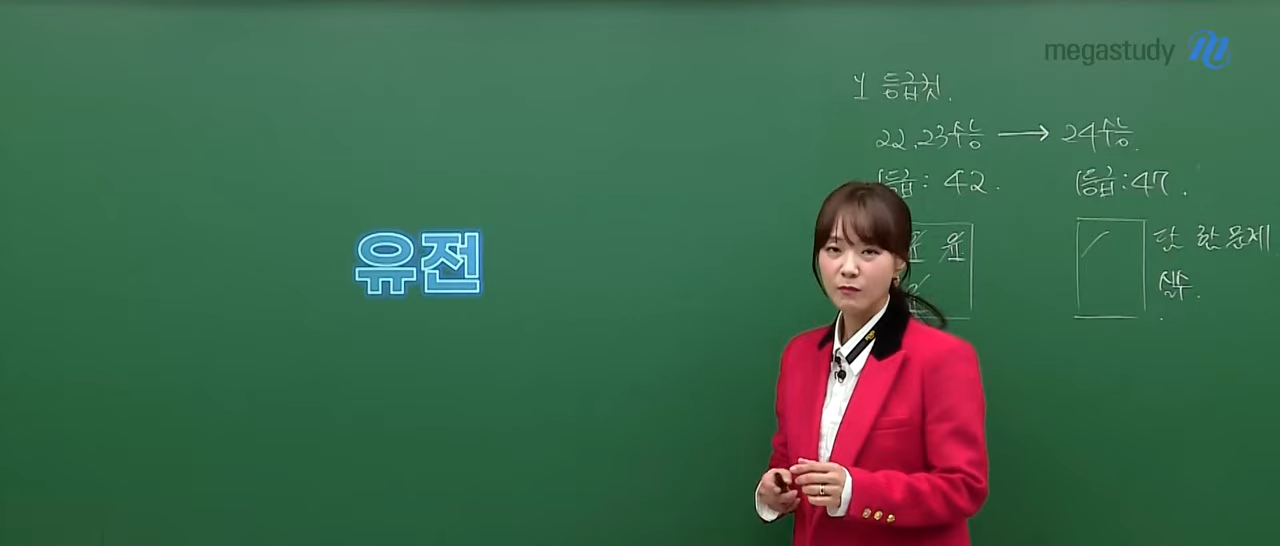 megastudy
1등급컷.
22, 23수능 → 24수능.
1등급: 42.
1등급: 47.
유전
단 한 문제
실수.